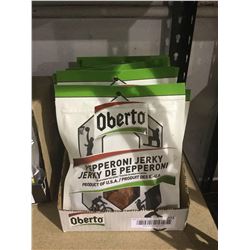 Oberto
PEPPERONI JERKY
JERKY DE PEPPERONI
PRODUCT OF U.S.A./PRODUIT DES É.-U.
Oberto